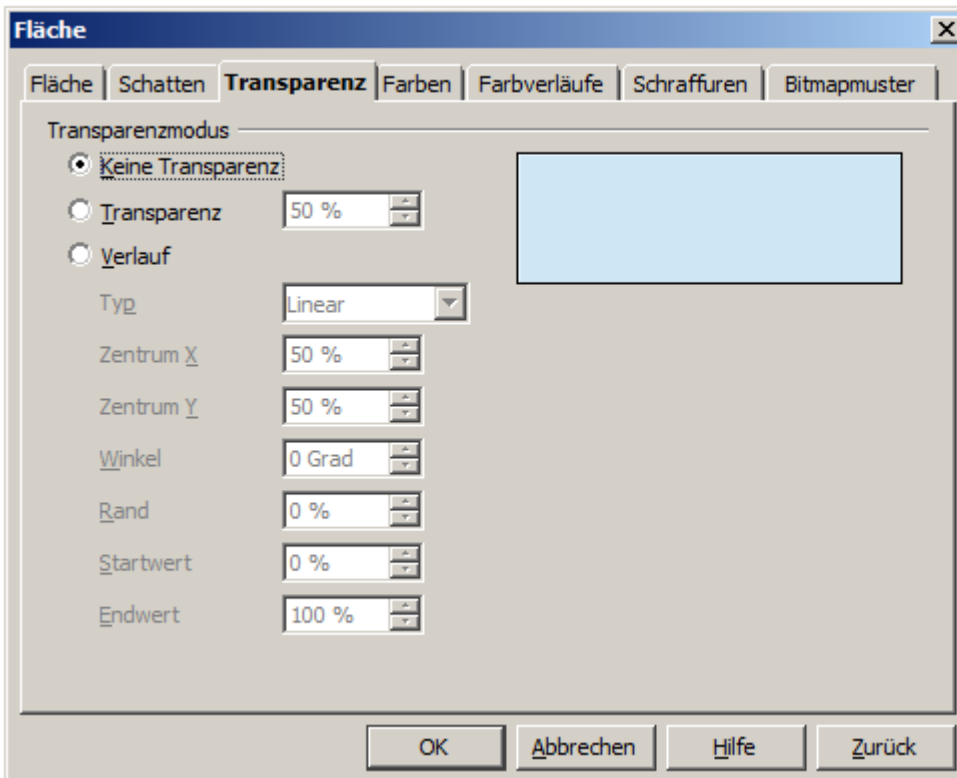 Fläche
Fläche Schatten Transparenz Farben Farbverläufe Schraffuren Bitmapmuster
Transparenzmodus
Keine Transparenz
Transparenz 50 %
Verlauf
Typ Linear
Zentrum X 50 %
Zentrum Y 50 %
Winkel 0 Grad
Rand 0 %
Startwert 0 %
Endwert 100 %
OK Abbrechen Hilfe Zurück